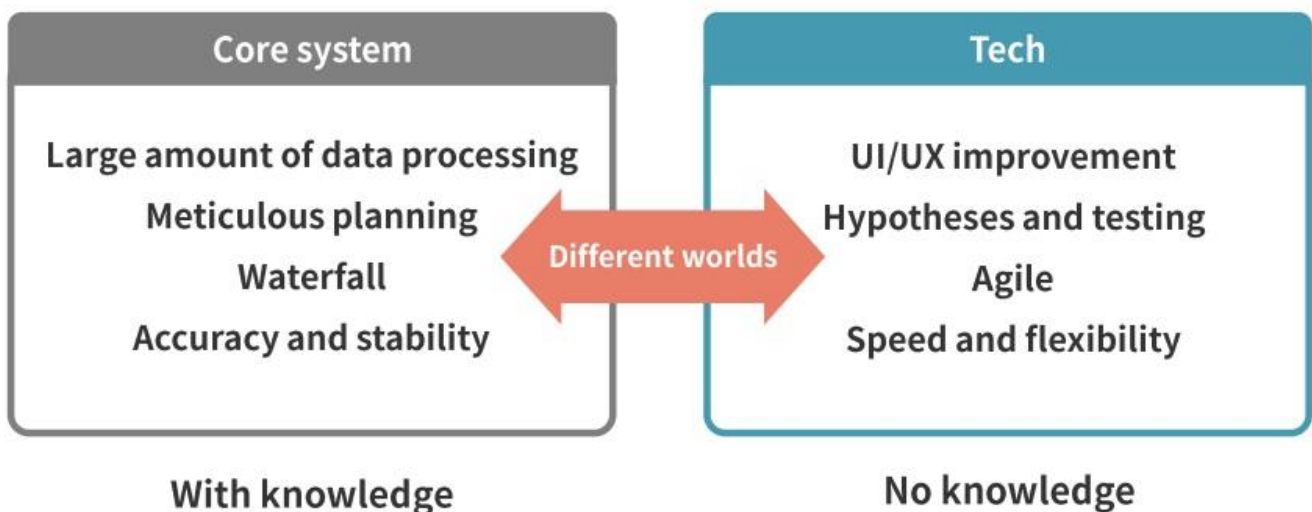 Core system
Large amount of data processing
Meticulous planning
Waterfall
Accuracy and stability
With knowledge
Different worlds
Tech
UI/UX improvement
Hypotheses and testing
Agile
Speed and flexibility
No knowledge